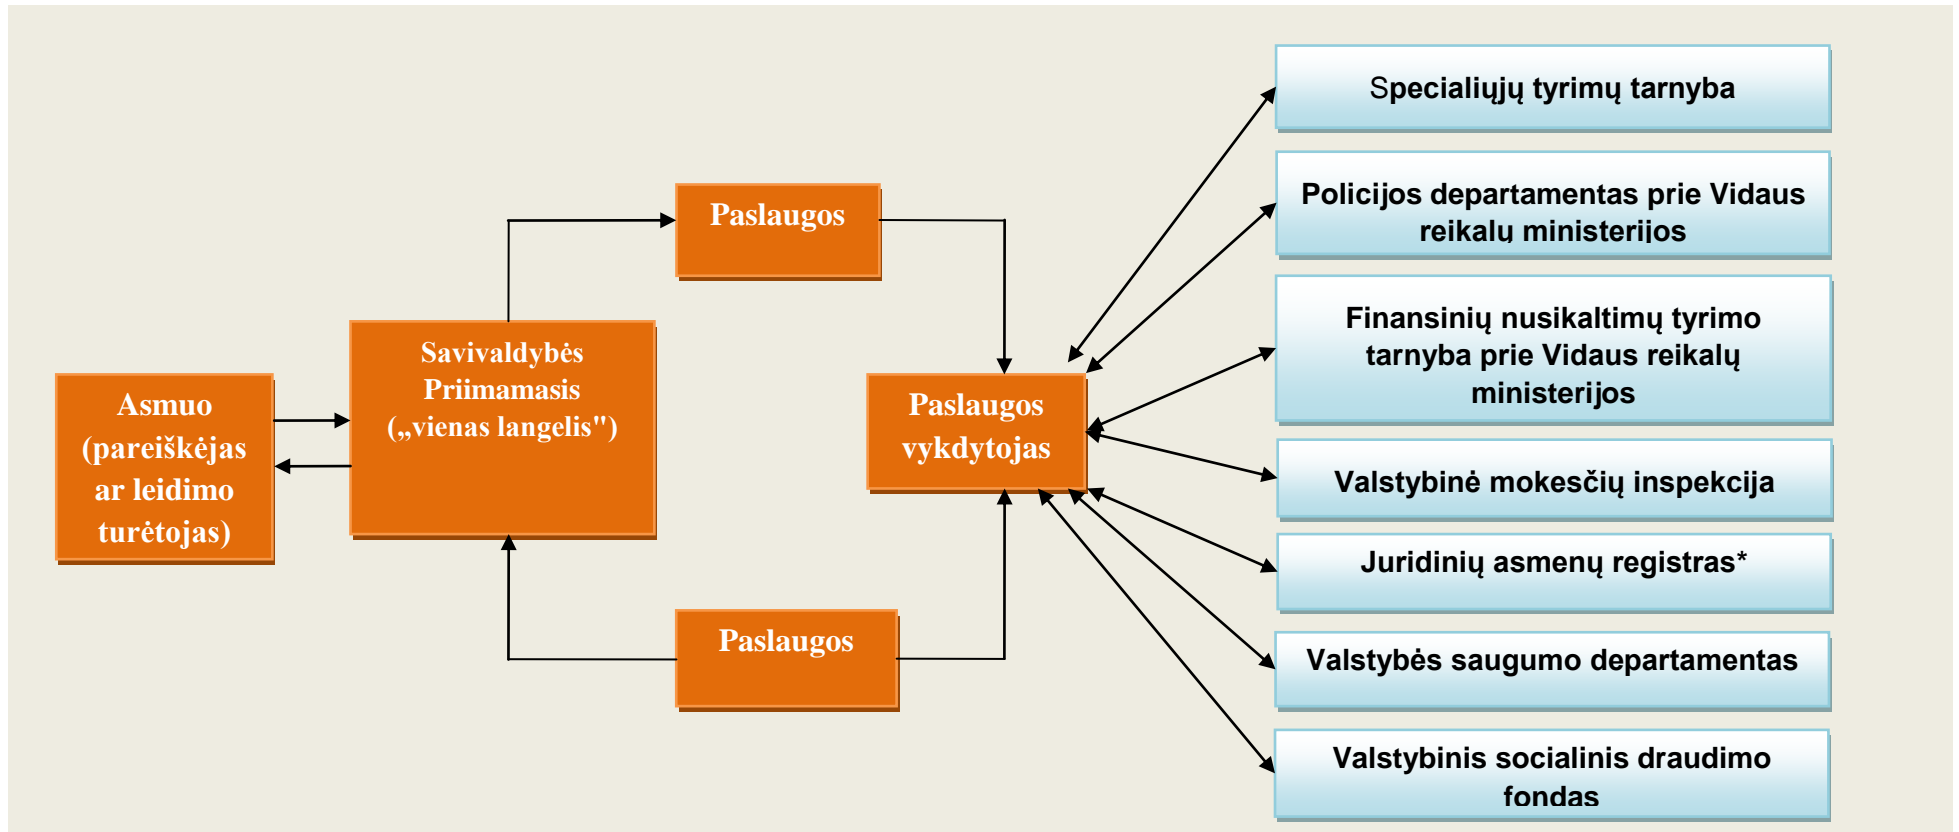 Asmuo
(pareiškėjas
ar leidimo
turėtojas)
Savivaldybės
Priimamasis
(„vienas langelis")
Paslaugos
Paslaugos
Paslaugos
vykdytojas
Specialiųjų tyrimų tarnyba
Policijos departamentas prie Vidaus
reikalų ministerijos
Finansinių nusikaltimų tyrimo
tarnyba prie Vidaus reikalų
ministerijos
Valstybinė mokesčių inspekcija
Juridinių asmenų registras*
Valstybės saugumo departamentas
Valstybinis socialinis draudimo
fondas